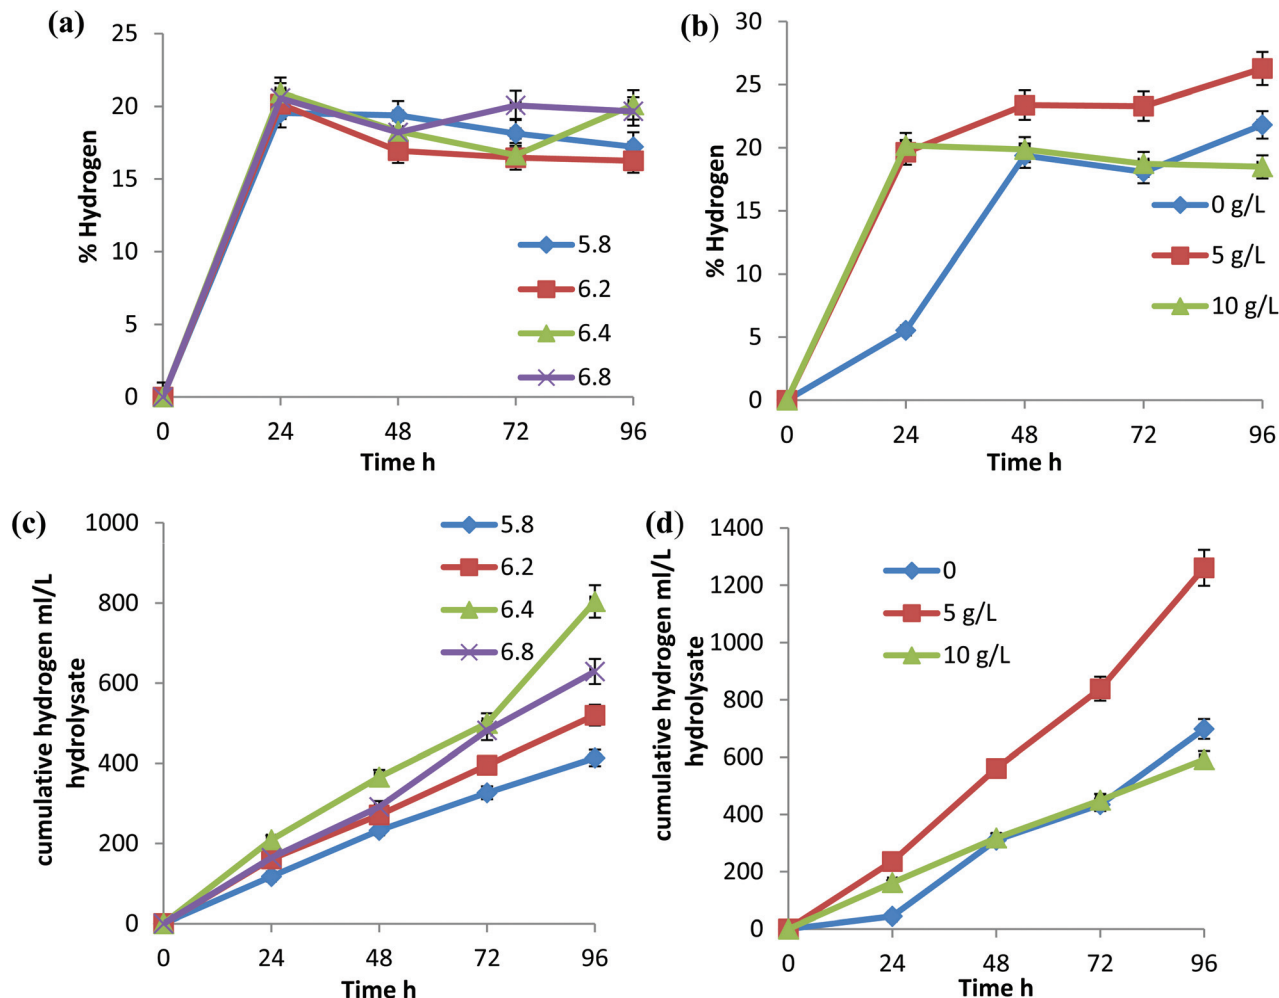 (a)
25
20
15
10
5
0
% Hydrogen
0 24 48 72 96
Time h
5.8
6.2
6.4
6.8
(b)
30
25
20
15
10
5
0
% Hydrogen
0 24 48 72 96
Time h
0 g/L
5 g/L
10 g/L
(c)
1000
800
600
400
200
0
cumulative hydrogen ml/L
hydrolysate
0 24 48 72 96
Time h
5.8
6.2
6.4
6.8
(d)
1400
1200
1000
800
600
400
200
0
cumulative hydrogen ml/L
hydrolysate
0 24 48 72 96
Time h
0
5 g/L
10 g/L